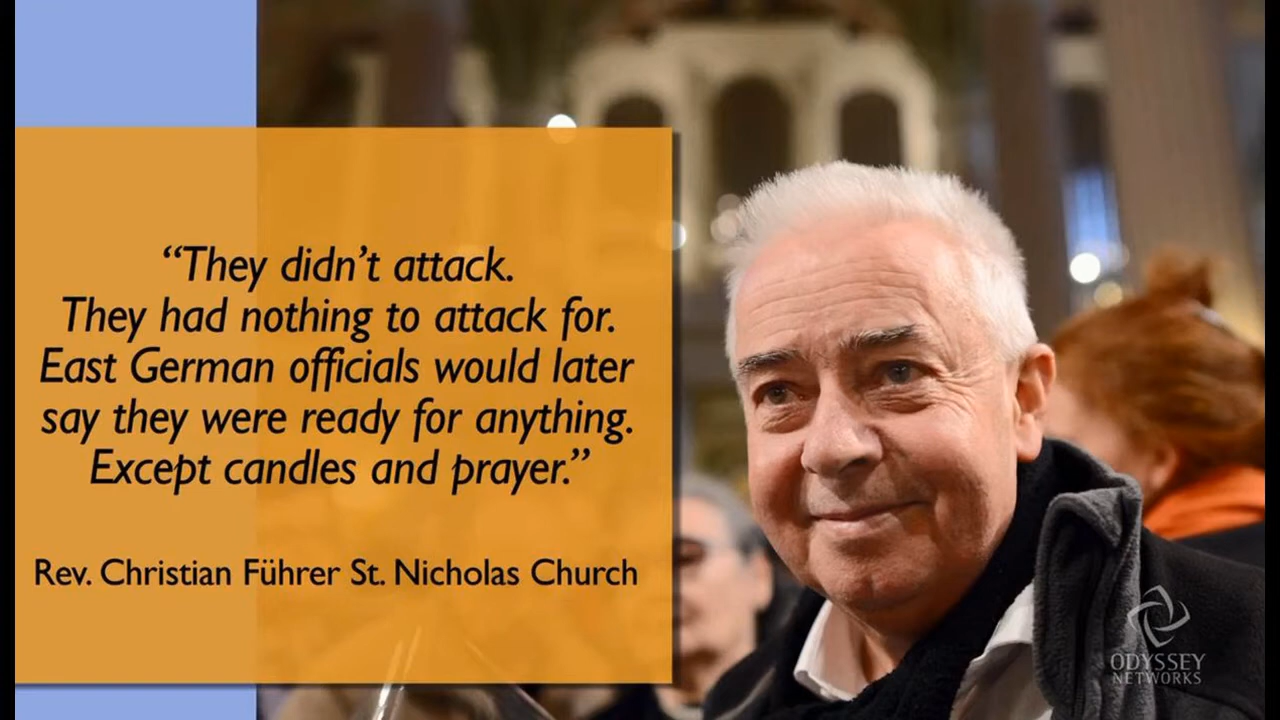 “They didn’t attack.
They had nothing to attack for.
East German officials would later
say they were ready for anything.
Except candles and prayer.”
Rev. Christian Führer St. Nicholas Church
ODYSSEY
NETWORKS